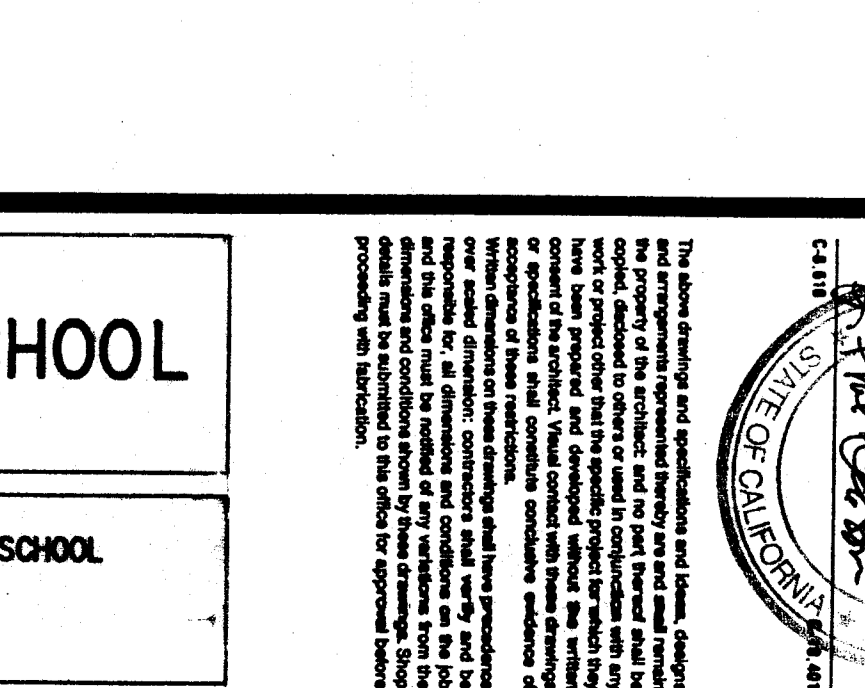 HOOL
SCHOOL
The above drawings and specifications and ideas, designs
and arrangements represented thereby are and shall remain
the property of the architect: and no part thereof shall be
copied, disclosed to others or used in conjunction with any
work or project other that the specific project for which they
have been prepared and developed without the written
consent of the architect. Visual contact with these drawings
or specifications shall constitute conclusive evidence of
acceptance of these restrictions.
Written dimensions on these drawings shall have precedence
over scaled dimension: contractors shall verify and be
responsible for, all dimensions and conditions on the job
and this office must be notified of any variations from the
dimensions and conditions shown by these drawings. Shop
details must be submitted to this office for approval before
proceeding with fabrication.
STATE OF CALIFORNIA